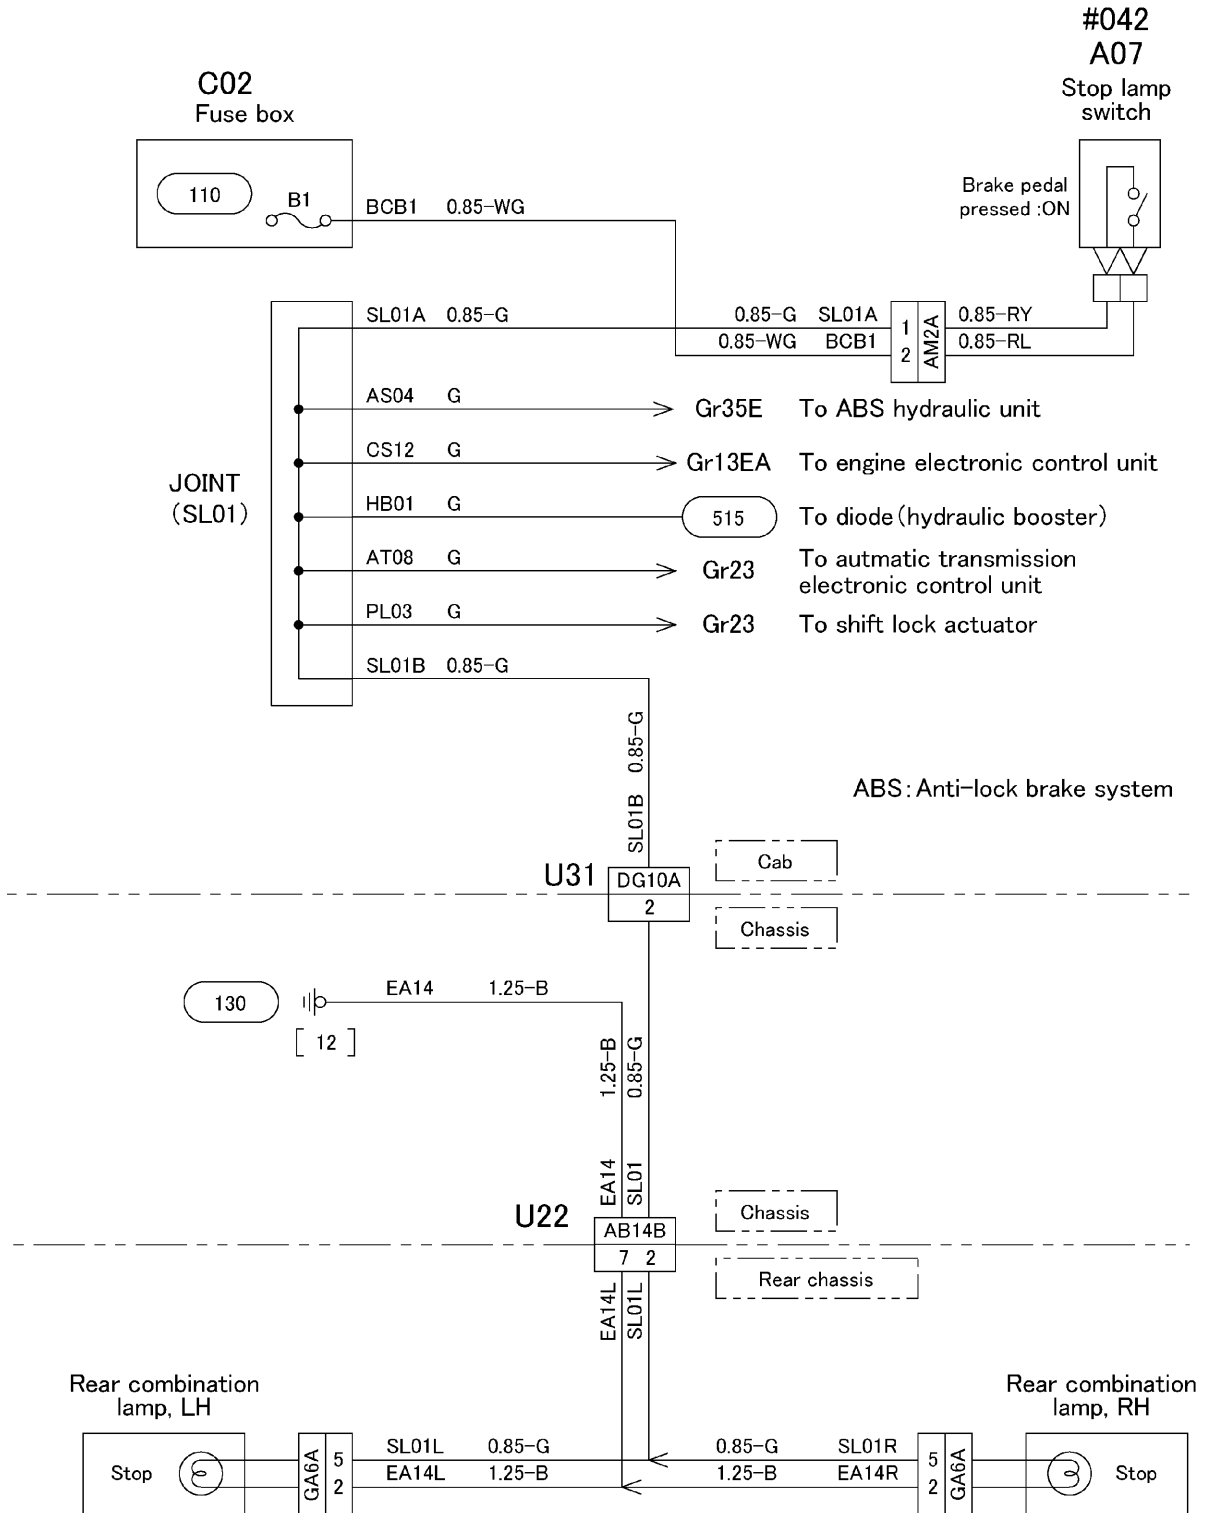 #042
A07
Stop lamp
switch
C02
Fuse box
110
B1
BCB1 0.85-WG
Brake pedal
pressed :ON
SL01A 0.85-G
0.85-G SL01A
1
0.85-RY
0.85-WG BCB1
2
AM2A
0.85-RL
AS04 G
Gr35E To ABS hydraulic unit
CS12 G
Gr13EA To engine electronic control unit
JOINT
(SL01)
HB01 G
515 To diode(hydraulic booster)
AT08 G
Gr23 To autmatic transmission
electronic control unit
PL03 G
Gr23 To shift lock actuator
SL01B 0.85-G
SL01B 0.85-G
ABS:Anti-lock brake system
U31
DG10A
2
Cab
Chassis
130
[ 12 ]
EA14 1.25-B
EA14 1.25-B
SL01 0.85-G
U22
AB14B
7 2
Chassis
Rear chassis
EA14L
SL01L
Rear combination
lamp, LH
Rear combination
lamp, RH
Stop
GA6A
5
2
SL01L 0.85-G
EA14L 1.25-B
0.85-G SL01R
1.25-B EA14R
5
2
GA6A
Stop